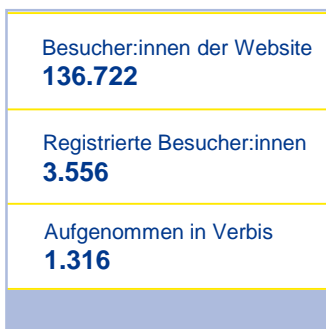 Besucher:innen der Website
136.722
Registrierte Besucher:innen
3.556
Aufgenommen in Verbis
1.316